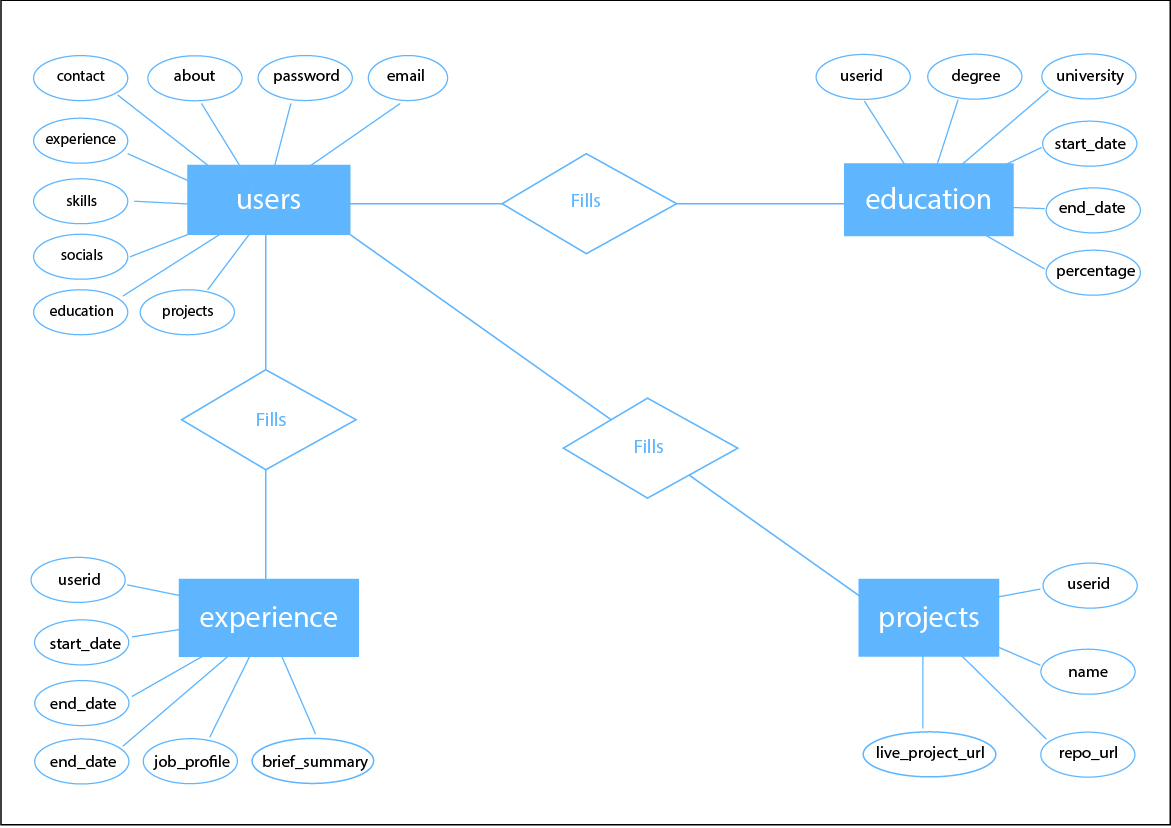 contact
about
password
email
experience
skills
socials
education
projects
users
Fills
userid
degree
university
start_date
end_date
percentage
education
Fills
Fills
userid
start_date
end_date
end_date
job_profile
brief_summary
experience
projects
userid
name
live_project_url
repo_url